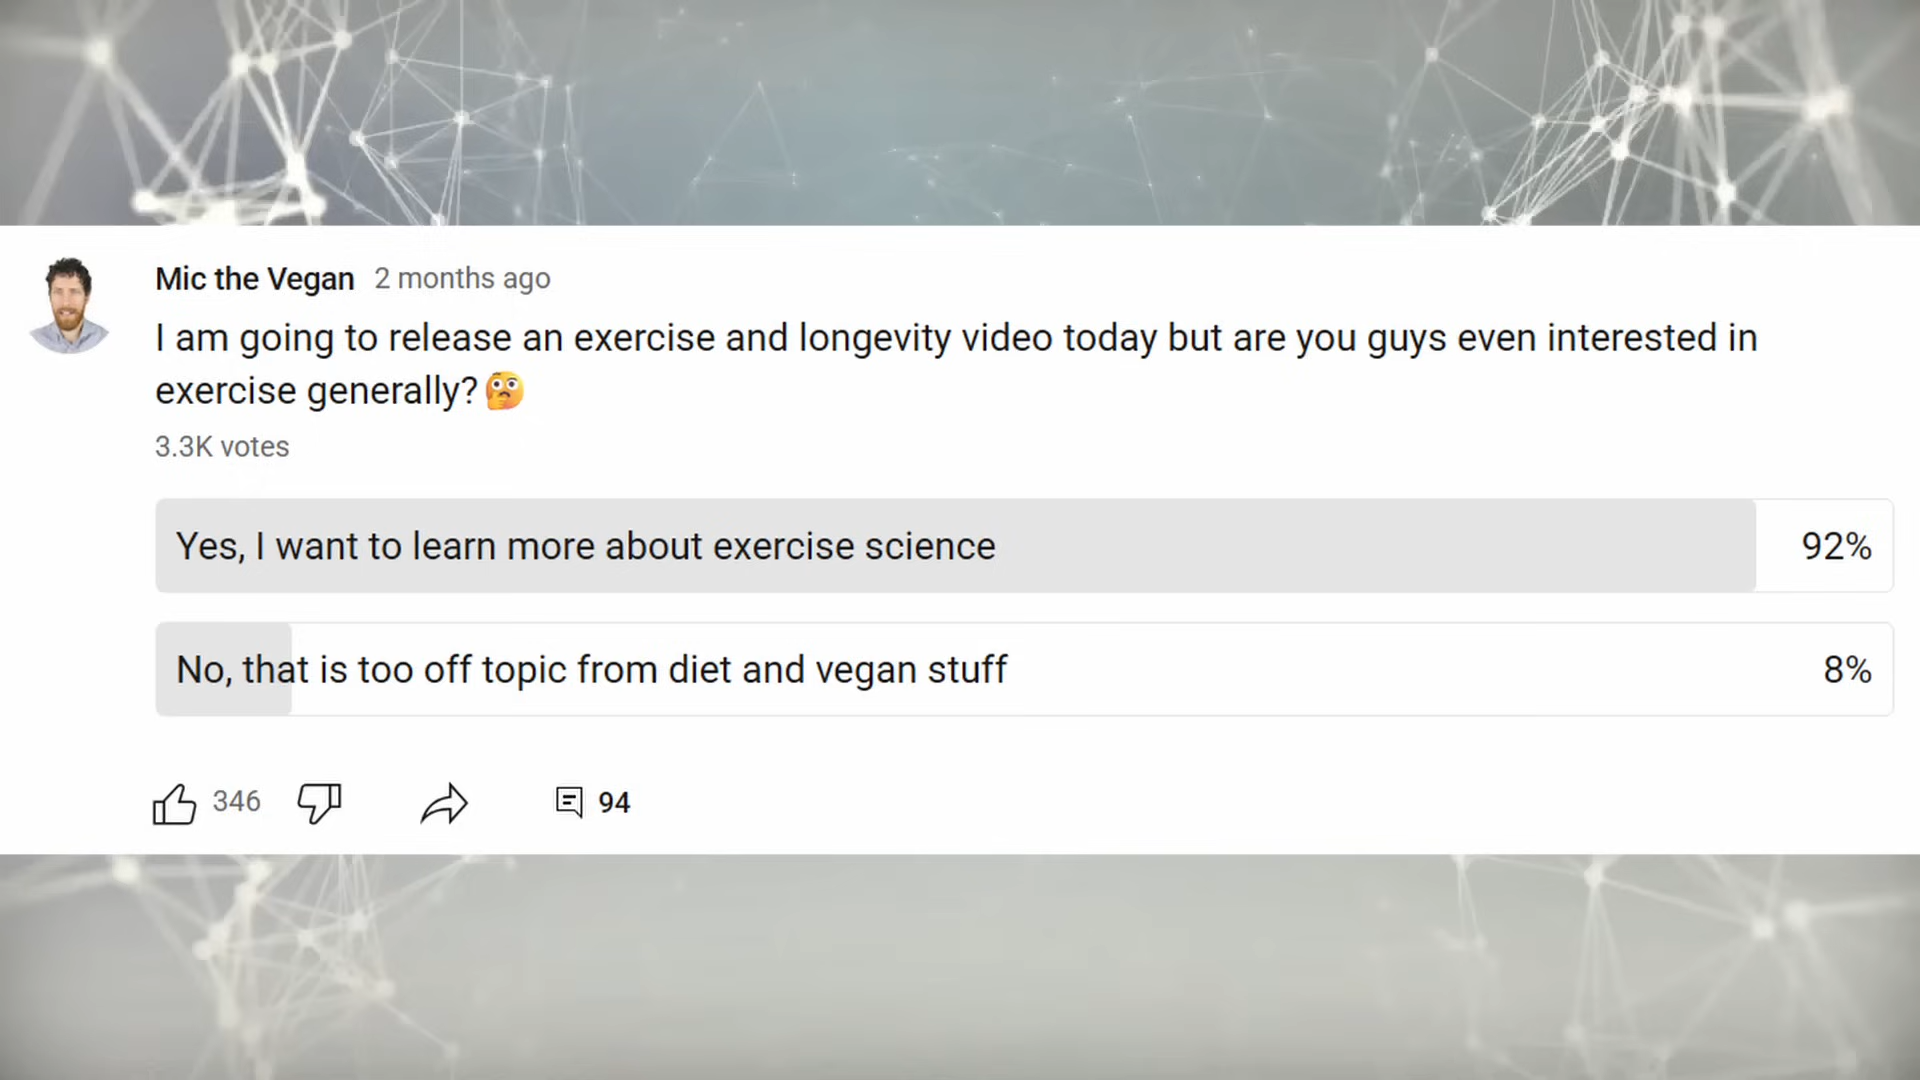 Mic the Vegan 2 months ago
I am going to release an exercise and longevity video today but are you guys even interested in
exercise generally?🤔
3.3K votes
Yes, I want to learn more about exercise science 92%
No, that is too off topic from diet and vegan stuff 8%
346 94